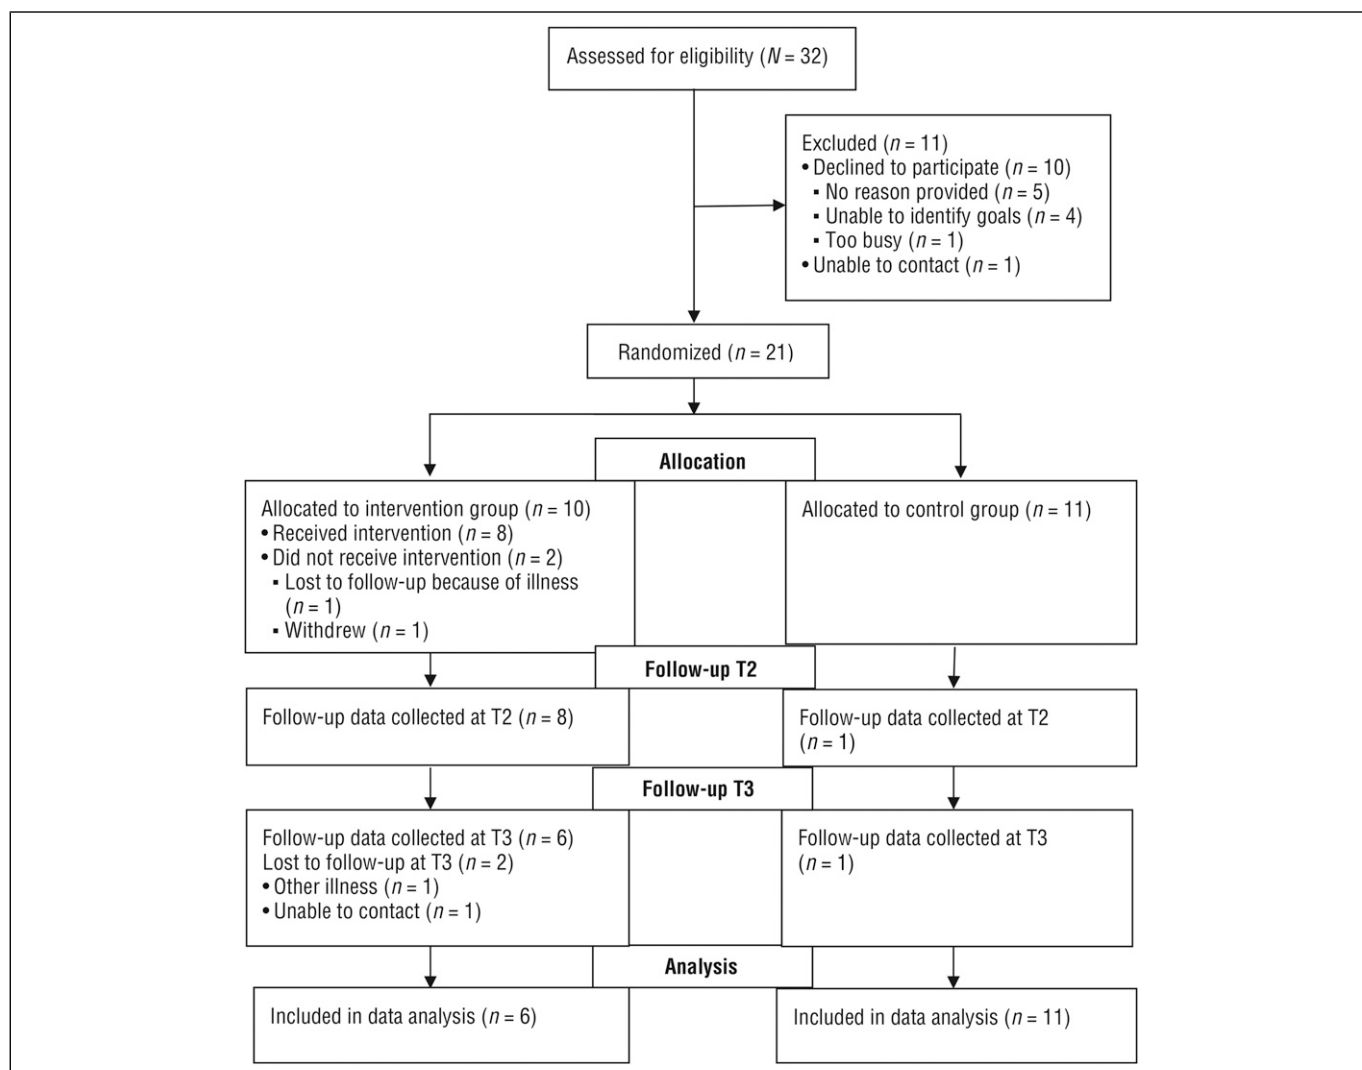 Assessed for eligibility (N = 32)
Excluded (n = 11)
• Declined to participate (n = 10)
▪ No reason provided (n = 5)
▪ Unable to identify goals (n = 4)
▪ Too busy (n = 1)
• Unable to contact (n = 1)
Randomized (n = 21)
Allocation
Allocated to intervention group (n = 10)
• Received intervention (n = 8)
• Did not receive intervention (n = 2)
▪ Lost to follow-up because of illness
(n = 1)
▪ Withdrew (n = 1)
Allocated to control group (n = 11)
Follow-up T2
Follow-up data collected at T2 (n = 8)
Follow-up data collected at T2
(n = 1)
Follow-up T3
Follow-up data collected at T3 (n = 6)
Lost to follow-up at T3 (n = 2)
• Other illness (n = 1)
• Unable to contact (n = 1)
Follow-up data collected at T3
(n = 1)
Analysis
Included in data analysis (n = 6)
Included in data analysis (n = 11)